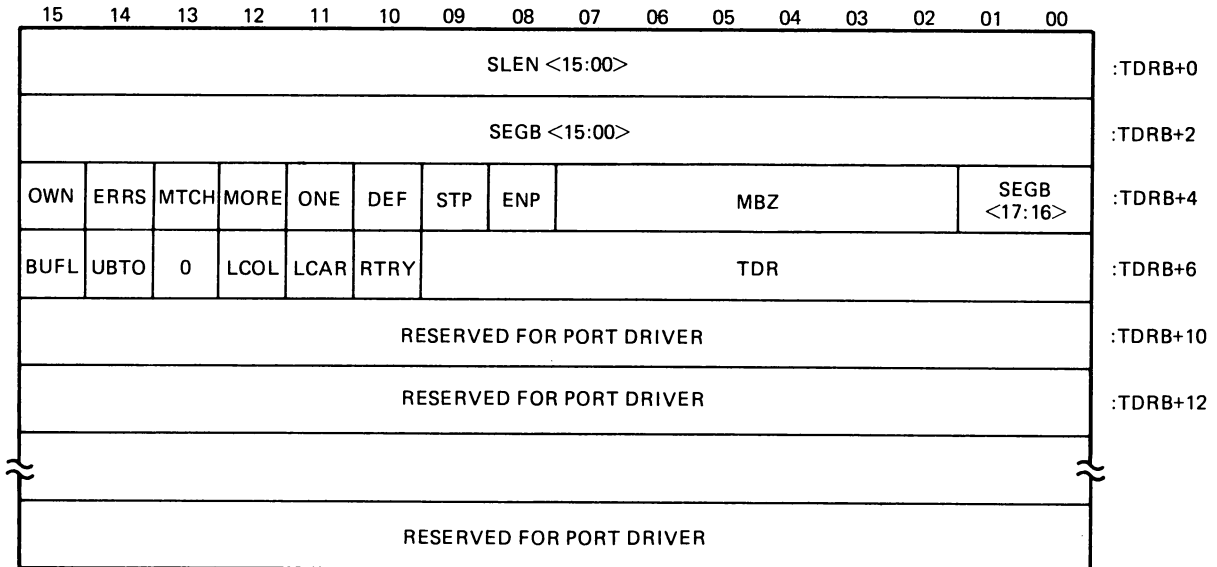 15 14 13 12 11 10 09 08 07 06 05 04 03 02 01 00
SLEN <15:00> :TDRB+0
SEGB <15:00> :TDRB+2
OWN ERRS MTCH MORE ONE DEF STP ENP MBZ SEGB <17:16> :TDRB+4
BUFL UBTO 0 LCOL LCAR RTRY TDR :TDRB+6
RESERVED FOR PORT DRIVER :TDRB+10
RESERVED FOR PORT DRIVER :TDRB+12
RESERVED FOR PORT DRIVER